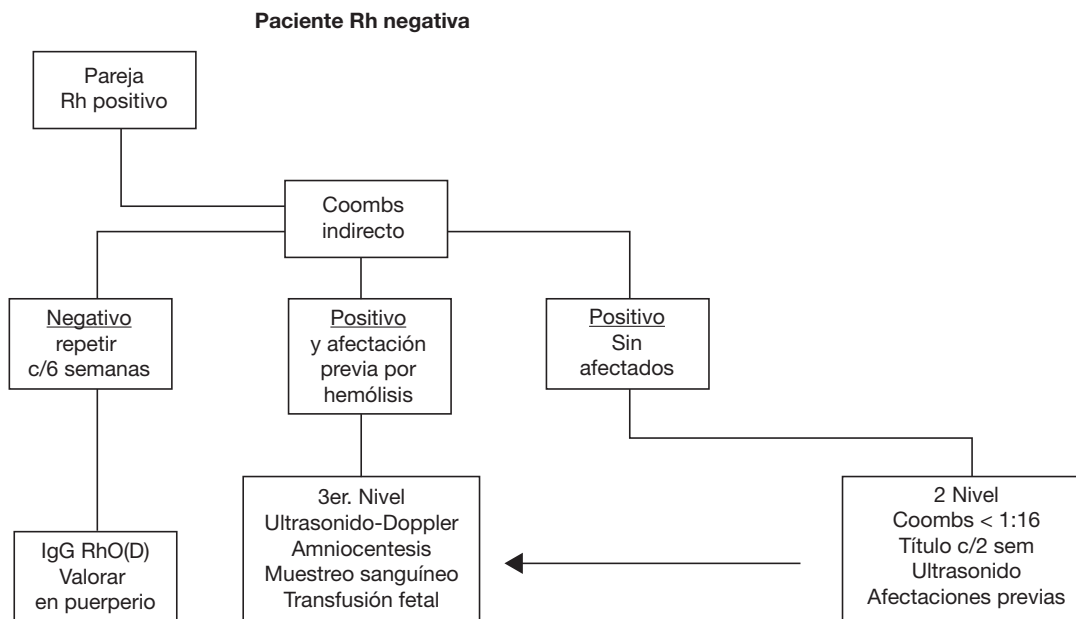 Paciente Rh negativa
Pareja
Rh positivo
Coombs
indirecto
Negativo
repetir
c/6 semanas
Positivo
y afectación
previa por
hemólisis
Positivo
Sin
afectados
IgG RhO(D)
Valorar
en puerperio
3er. Nivel
Ultrasonido-Doppler
Amniocentesis
Muestreo sanguíneo
Transfusión fetal
2 Nivel
Coombs < 1:16
Título c/2 sem
Ultrasonido
Afectaciones previas